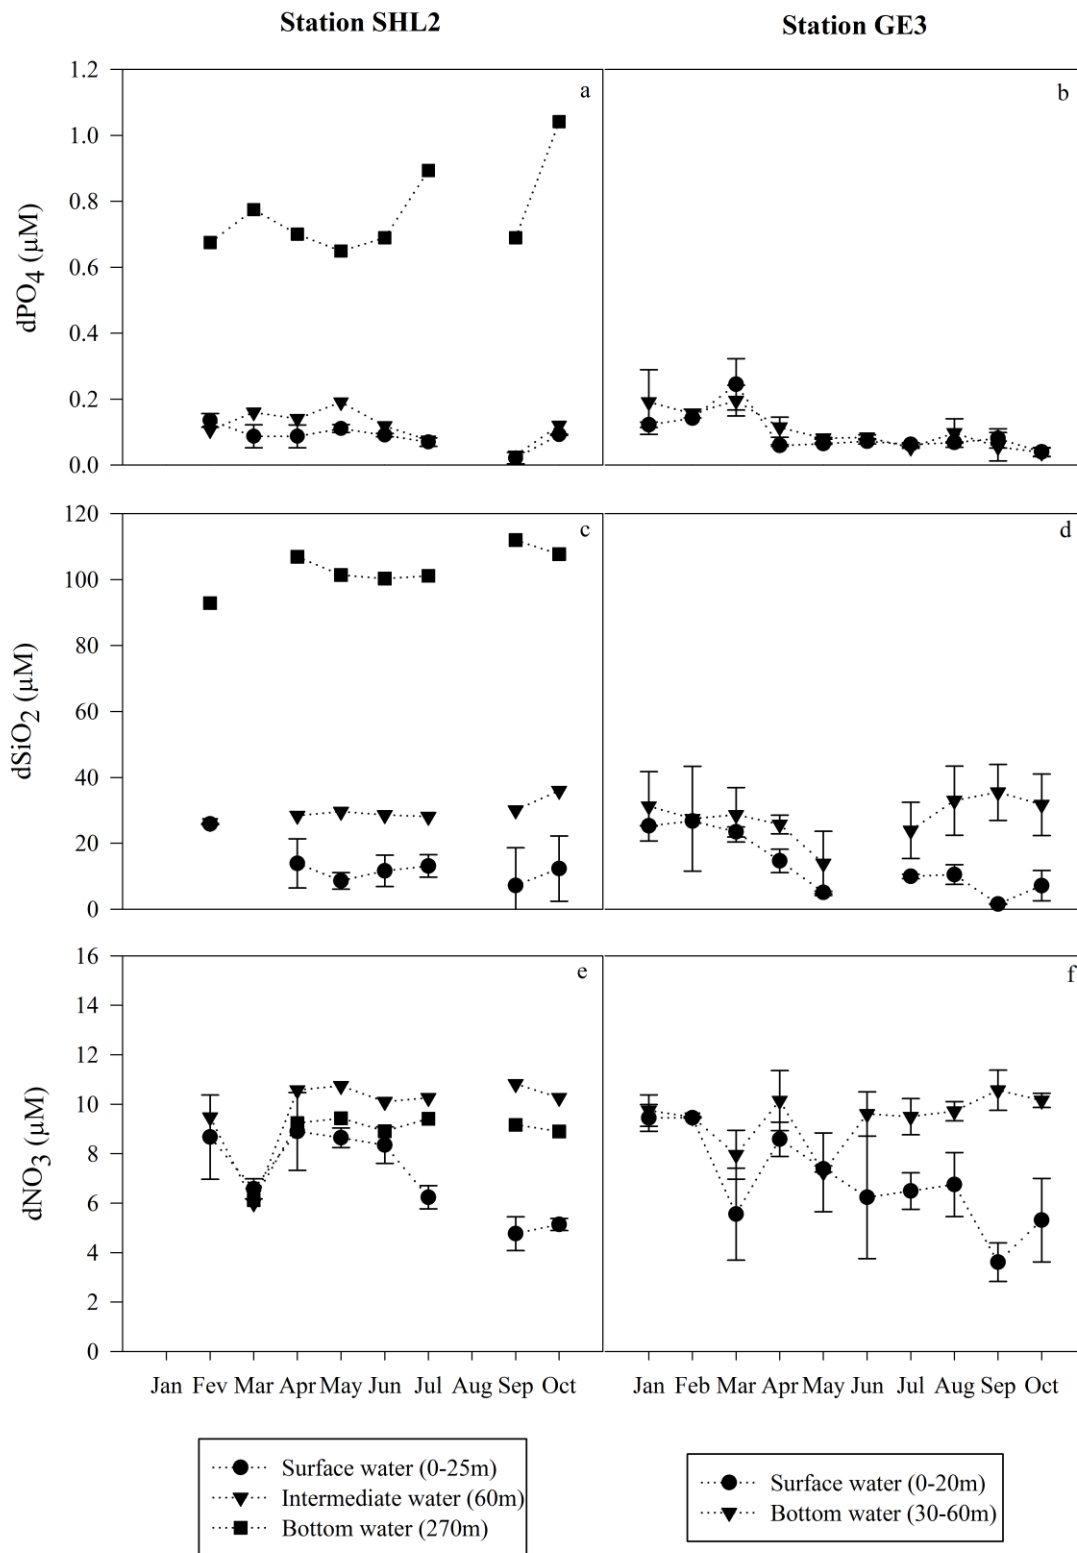 Station SHL2
Station GE3
1.2
1.0
0.8
0.6
0.4
0.2
0.0
dPO4 (µM)
a
b
120
100
80
60
40
20
0
dSiO2 (µM)
c
d
16
14
12
10
8
6
4
2
0
dNO3 (µM)
e
f
Jan Fev Mar Apr May Jun Jul Aug Sep Oct
Jan Feb Mar Apr May Jun Jul Aug Sep Oct
Surface water (0-25m)
Intermediate water (60m)
Bottom water (270m)
Surface water (0-20m)
Bottom water (30-60m)